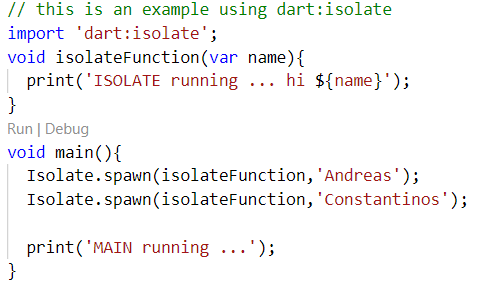 // this is an example using dart:isolate
import 'dart:isolate';
void isolateFunction(var name){
  print('ISOLATE running ... hi ${name}');
}
Run | Debug
void main(){
  Isolate.spawn(isolateFunction,'Andreas');
  Isolate.spawn(isolateFunction,'Constantinos');

  print('MAIN running ...');
}